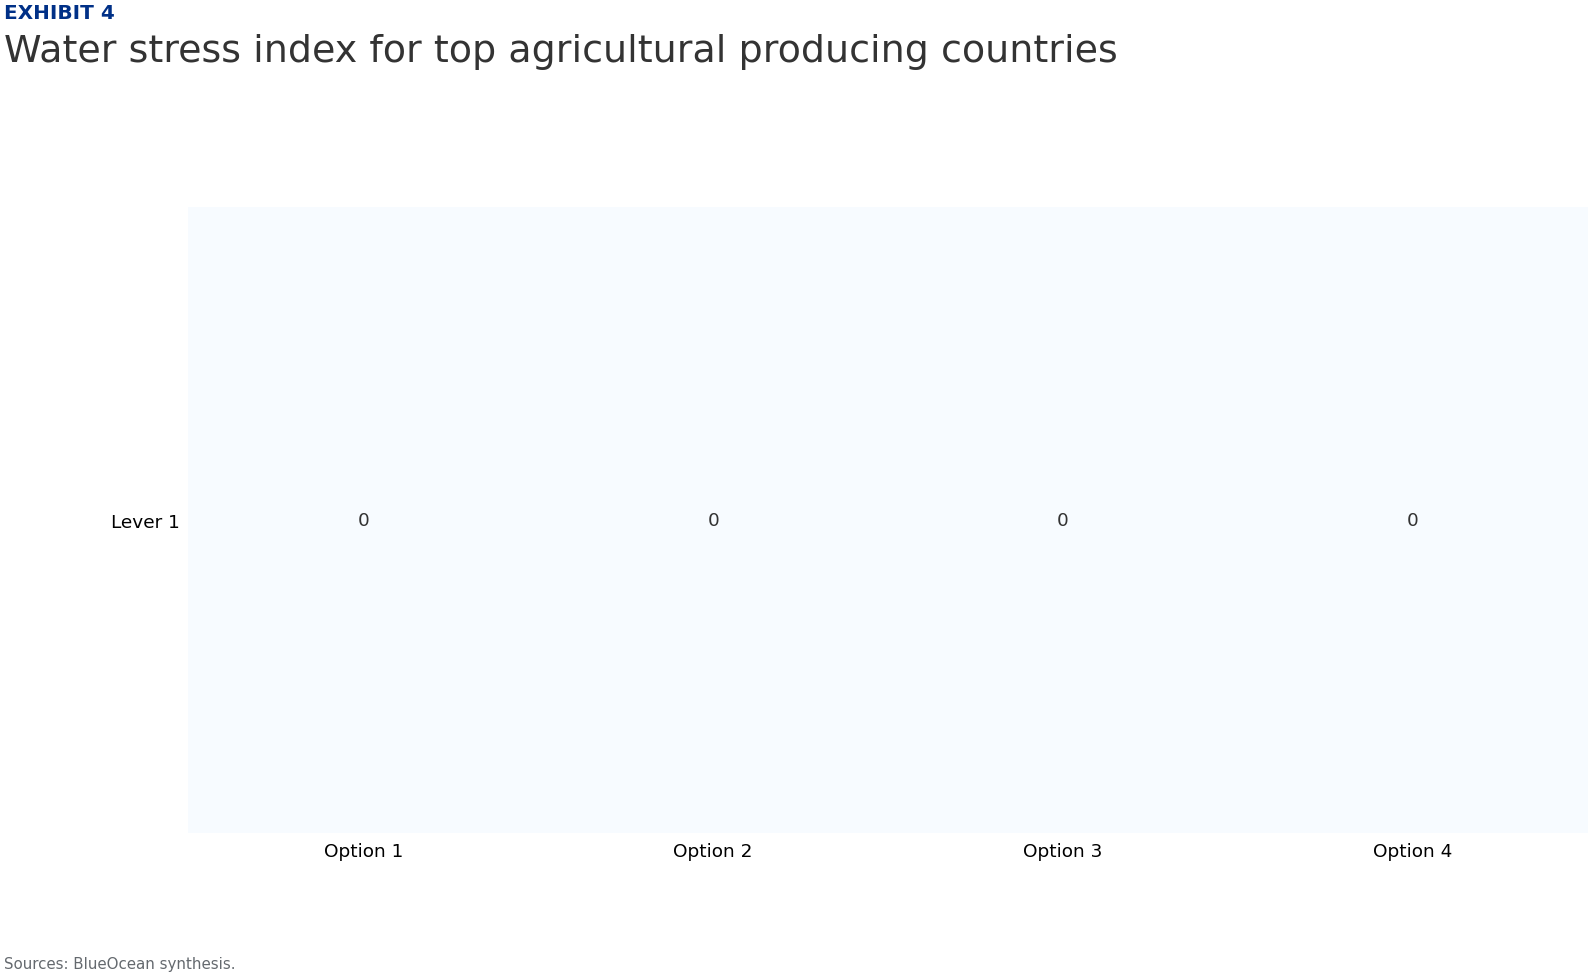 EXHIBIT 4
Water stress index for top agricultural producing countries
Lever 1
0 0 0 0
Option 1 Option 2 Option 3 Option 4
Sources: BlueOcean synthesis.